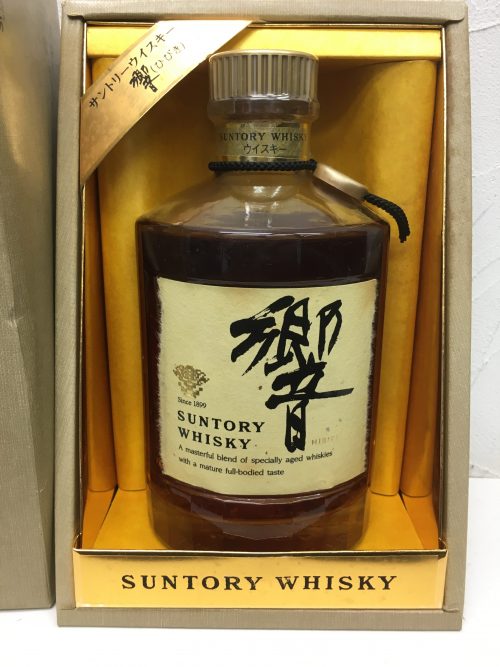 サントリーウイスキー
響(ひびき)
SUNTORY WHISKY
ウイスキー
響
Since 1899
SUNTORY
WHISKY
A masterful blend of specially aged whiskies
with a mature full-bodied taste
SUNTORY WHISKY